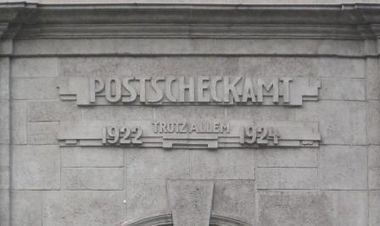 POSTSCHECKAMT
1922 TROTZ ALLEM 1924